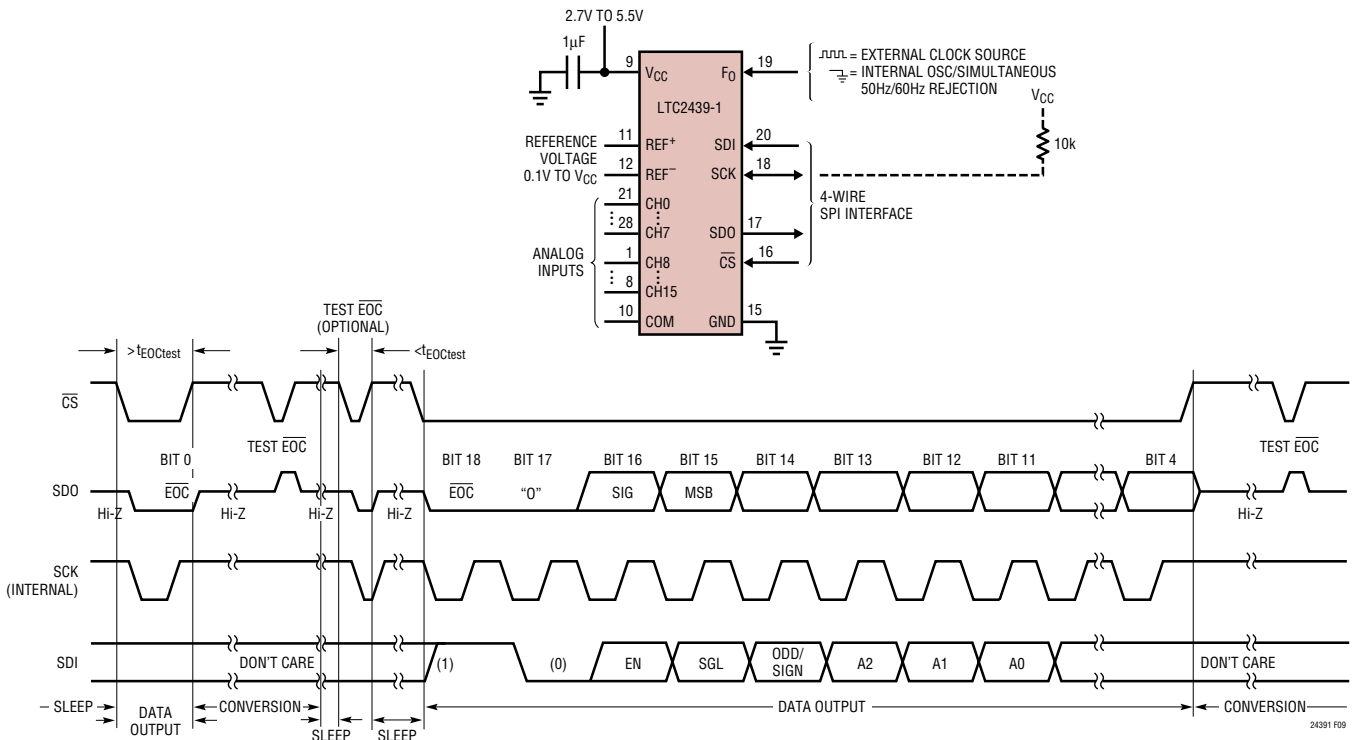 2.7V TO 5.5V
1µF
9
VCC
FO
19
= EXTERNAL CLOCK SOURCE
= INTERNAL OSC/SIMULTANEOUS
50Hz/60Hz REJECTION
VCC
10k
LTC2439-1
REFERENCE
VOLTAGE
0.1V TO VCC
11
REF+
12
REF−
SDI
20
SCK
18
4-WIRE
SPI INTERFACE
ANALOG
INPUTS
21
CH0
28
CH7
1
CH8
8
CH15
10
COM
SDO
17
CS
16
GND
15
>tEOCtest
TEST EOC
(OPTIONAL)
<tEOCtest
CS
TEST EOC
TEST EOC
BIT 0
BIT 18
BIT 17
BIT 16
BIT 15
BIT 14
BIT 13
BIT 12
BIT 11
BIT 4
SDO
EOC
EOC
“0”
SIG
MSB
Hi-Z
Hi-Z
Hi-Z
Hi-Z
Hi-Z
SCK
(INTERNAL)
SDI
DON'T CARE
(1)
(0)
EN
SGL
ODD/
SIGN
A2
A1
A0
DON'T CARE
SLEEP
DATA
OUTPUT
CONVERSION
SLEEP
SLEEP
DATA OUTPUT
CONVERSION
24391 F09